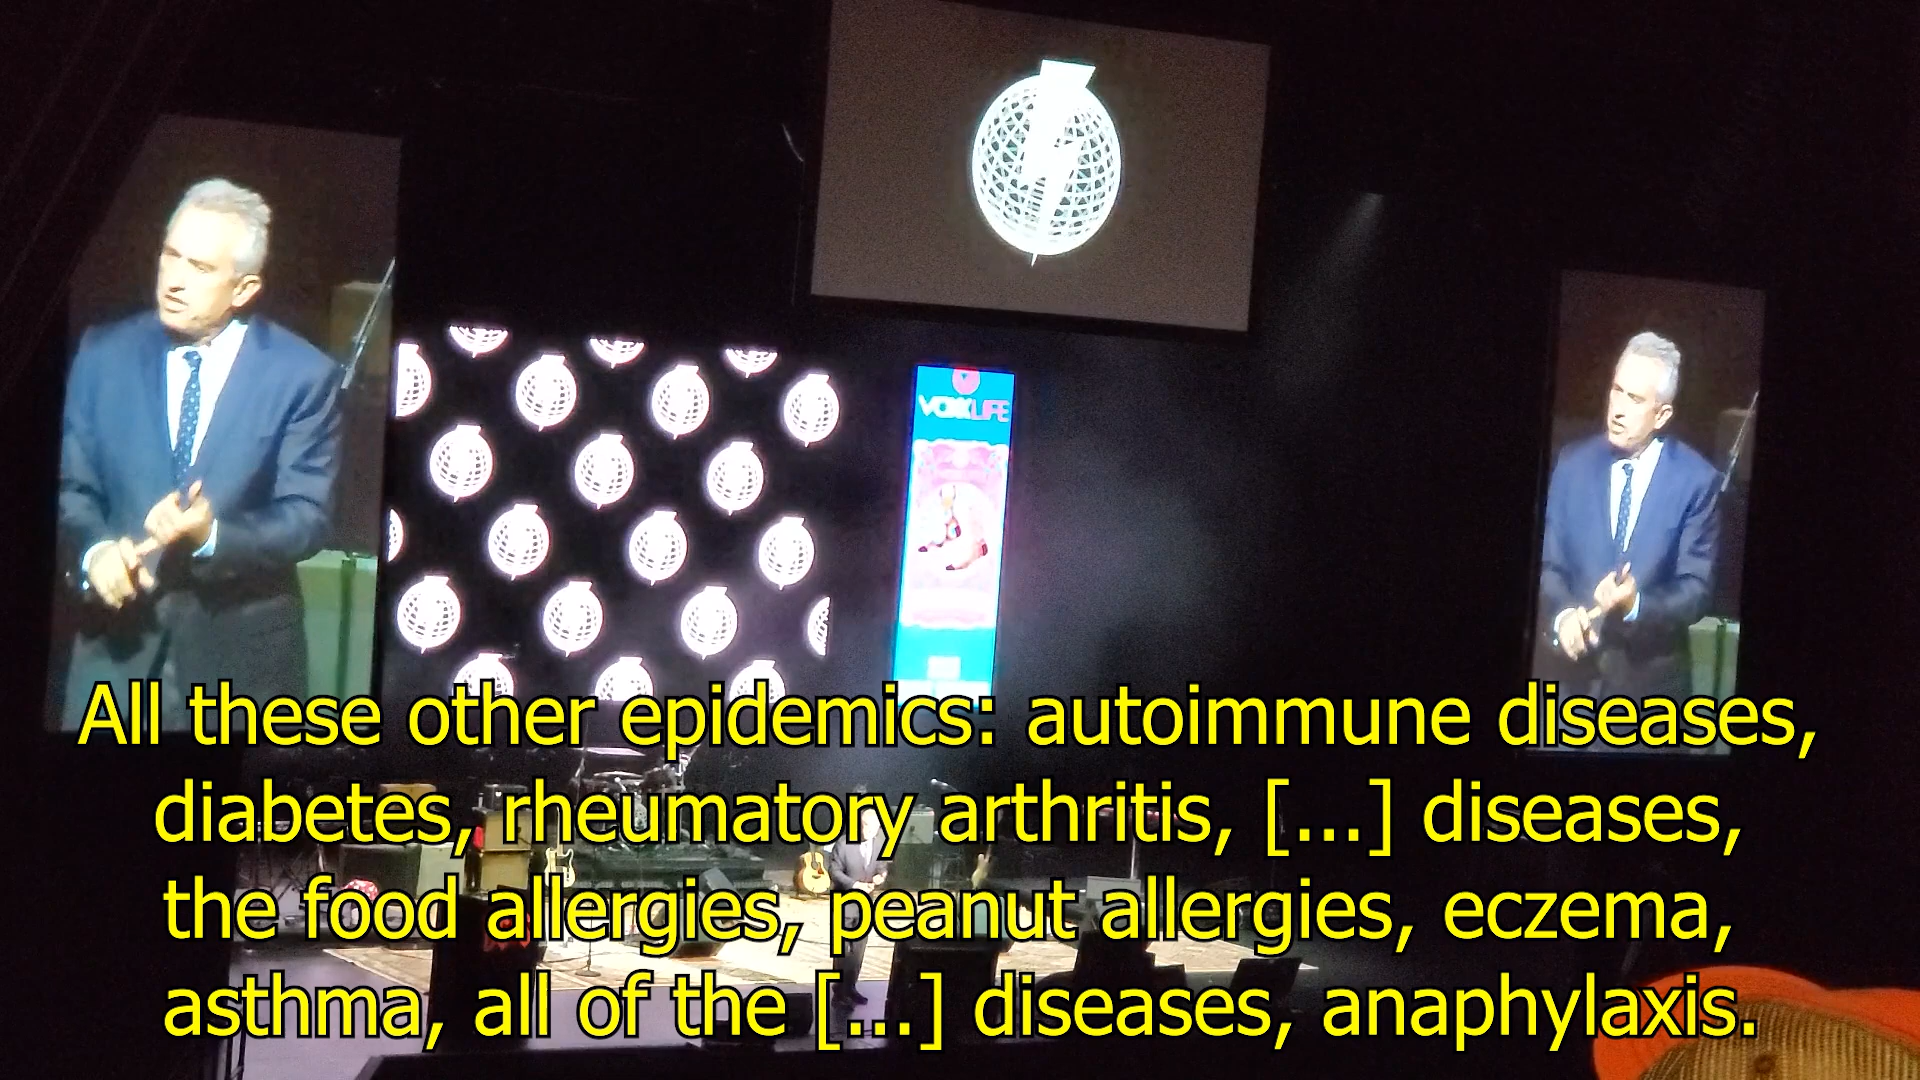 VOXXLIFE
All these other epidemics: autoimmune diseases,
diabetes, rheumatory arthritis, [...] diseases,
the food allergies, peanut allergies, eczema,
asthma, all of the [...] diseases, anaphylaxis.